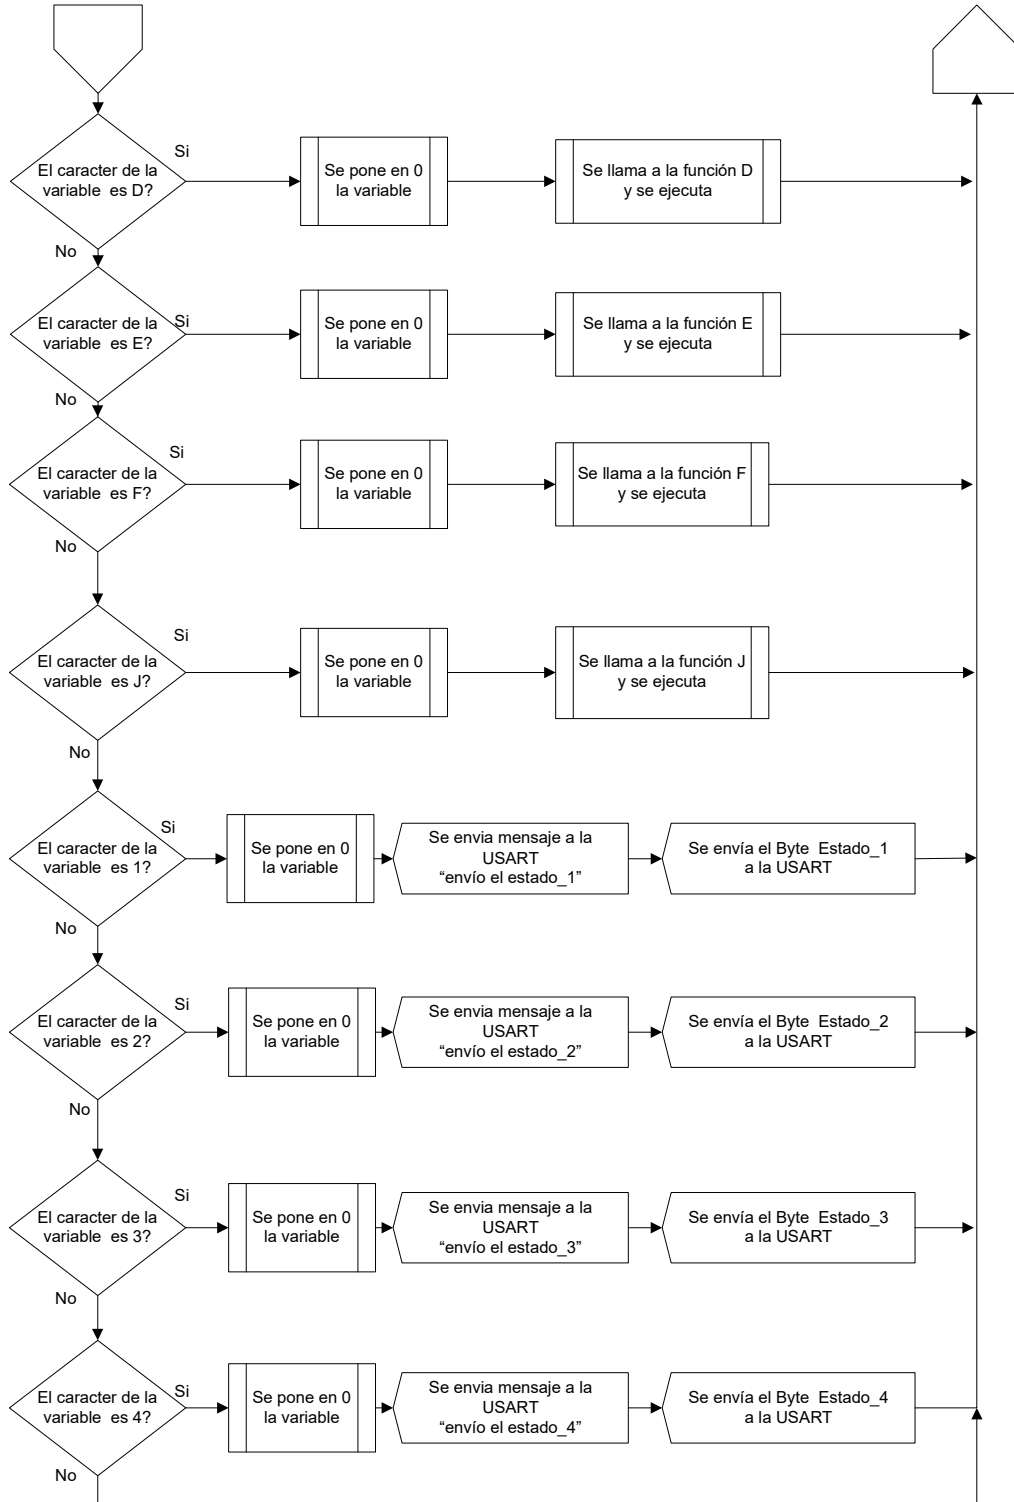 Si
El caracter de la
variable es D?
Se pone en 0
la variable
Se llama a la función D
y se ejecuta
No
Si
El caracter de la
variable es E?
Se pone en 0
la variable
Se llama a la función E
y se ejecuta
No
Si
El caracter de la
variable es F?
Se pone en 0
la variable
Se llama a la función F
y se ejecuta
No
Si
El caracter de la
variable es J?
Se pone en 0
la variable
Se llama a la función J
y se ejecuta
No
Si
El caracter de la
variable es 1?
Se pone en 0
la variable
Se envia mensaje a la
USART
“envío el estado_1”
Se envía el Byte Estado_1
a la USART
No
Si
El caracter de la
variable es 2?
Se pone en 0
la variable
Se envia mensaje a la
USART
“envío el estado_2”
Se envía el Byte Estado_2
a la USART
No
Si
El caracter de la
variable es 3?
Se pone en 0
la variable
Se envia mensaje a la
USART
“envío el estado_3”
Se envía el Byte Estado_3
a la USART
No
Si
El caracter de la
variable es 4?
Se pone en 0
la variable
Se envia mensaje a la
USART
“envío el estado_4”
Se envía el Byte Estado_4
a la USART
No